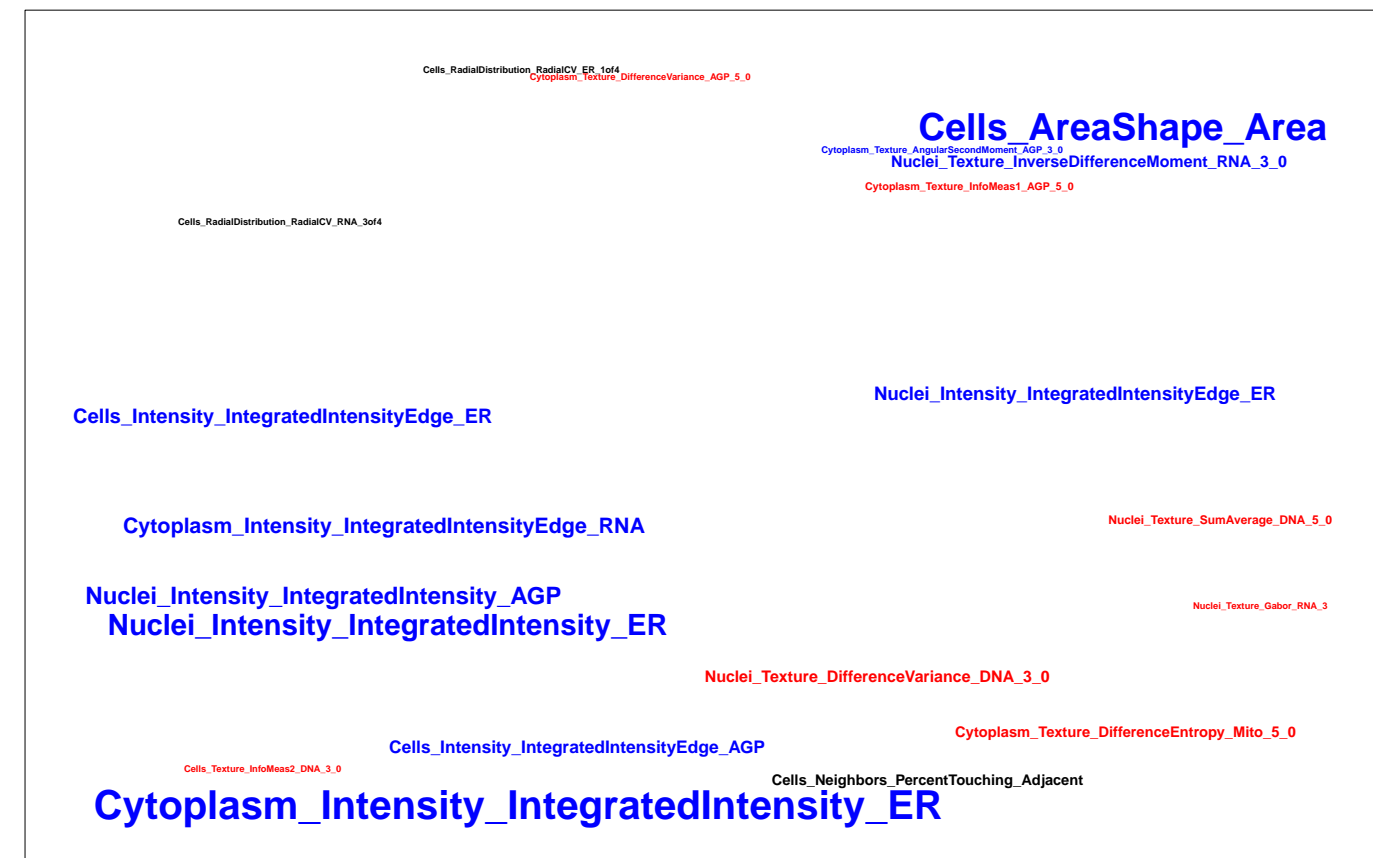 Cells_RadialDistribution_RadialCV_ER_1of4
Cytoplasm_Texture_DifferenceVariance_AGP_5_0
Cells_AreaShape_Area
Cytoplasm_Texture_AngularSecondMoment_AGP_3_0
Nuclei_Texture_InverseDifferenceMoment_RNA_3_0
Cytoplasm_Texture_InfoMeas1_AGP_5_0
Cells_RadialDistribution_RadialCV_RNA_3of4
Nuclei_Intensity_IntegratedIntensityEdge_ER
Cells_Intensity_IntegratedIntensityEdge_ER
Nuclei_Texture_SumAverage_DNA_5_0
Cytoplasm_Intensity_IntegratedIntensityEdge_RNA
Nuclei_Intensity_IntegratedIntensity_AGP
Nuclei_Texture_Gabor_RNA_3
Nuclei_Intensity_IntegratedIntensity_ER
Nuclei_Texture_DifferenceVariance_DNA_3_0
Cytoplasm_Texture_DifferenceEntropy_Mito_5_0
Cells_Intensity_IntegratedIntensityEdge_AGP
Cells_Texture_InfoMeas2_DNA_3_0
Cells_Neighbors_PercentTouching_Adjacent
Cytoplasm_Intensity_IntegratedIntensity_ER